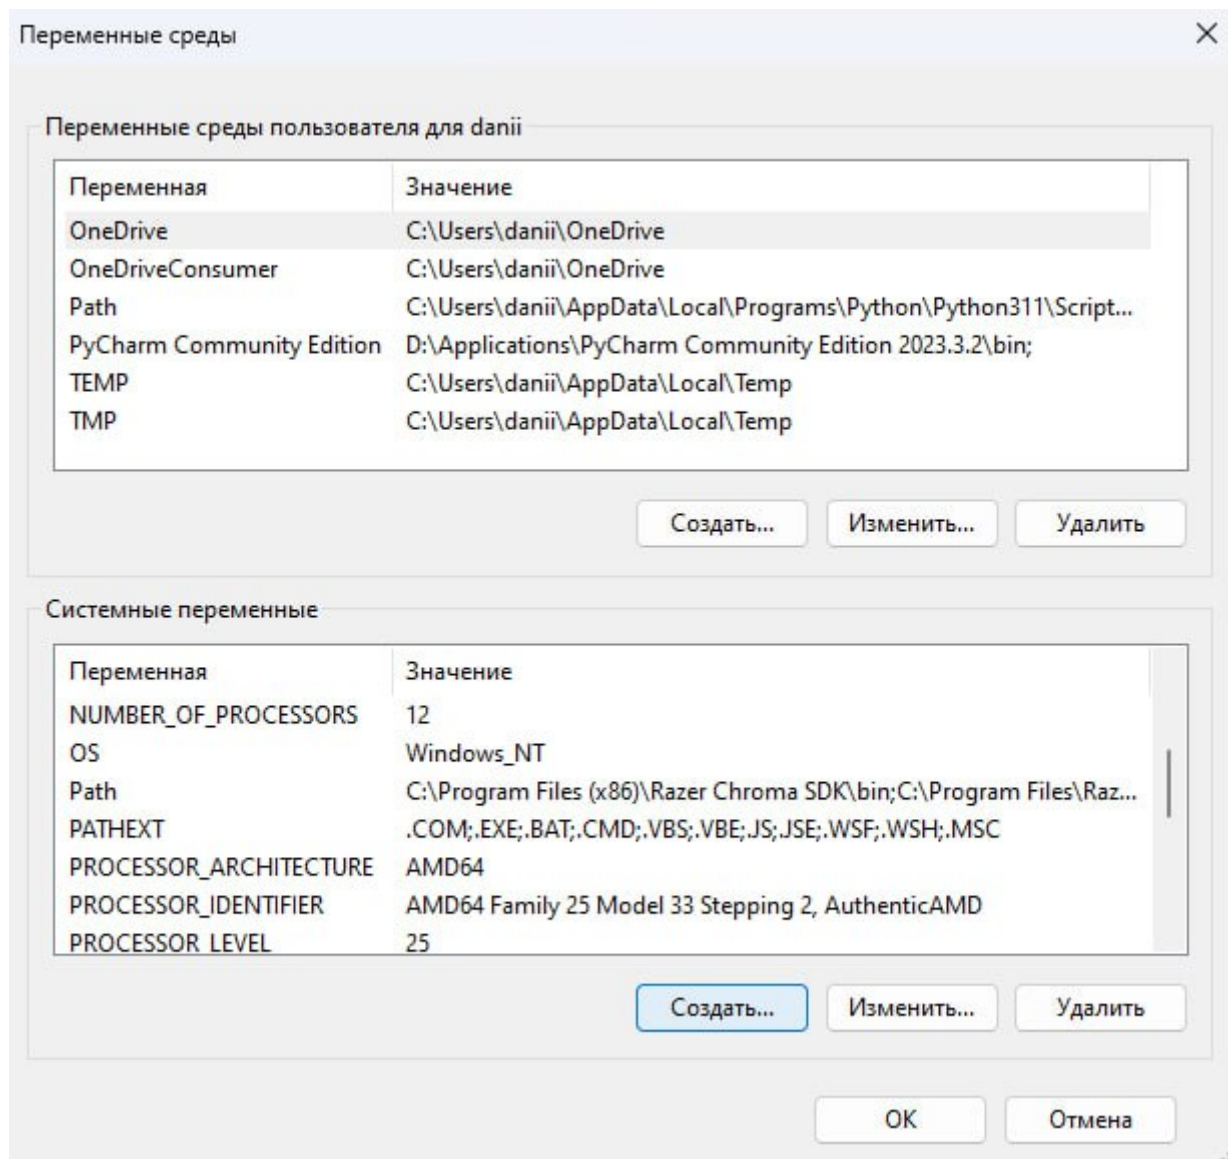 Переменные среды
Переменные среды пользователя для danii
Переменная Значение
OneDrive C:\Users\danii\OneDrive
OneDriveConsumer C:\Users\danii\OneDrive
Path C:\Users\danii\AppData\Local\Programs\Python\Python311\Script...
PyCharm Community Edition D:\Applications\PyCharm Community Edition 2023.3.2\bin;
TEMP C:\Users\danii\AppData\Local\Temp
TMP C:\Users\danii\AppData\Local\Temp
Создать... Изменить... Удалить
Системные переменные
Переменная Значение
NUMBER_OF_PROCESSORS 12
OS Windows_NT
Path C:\Program Files (x86)\Razer Chroma SDK\bin;C:\Program Files\Raz...
PATHEXT .COM;.EXE;.BAT;.CMD;.VBS;.VBE;.JS;.JSE;.WSF;.WSH;.MSC
PROCESSOR_ARCHITECTURE AMD64
PROCESSOR_IDENTIFIER AMD64 Family 25 Model 33 Stepping 2, AuthenticAMD
PROCESSOR_LEVEL 25
Создать... Изменить... Удалить
ОК Отмена